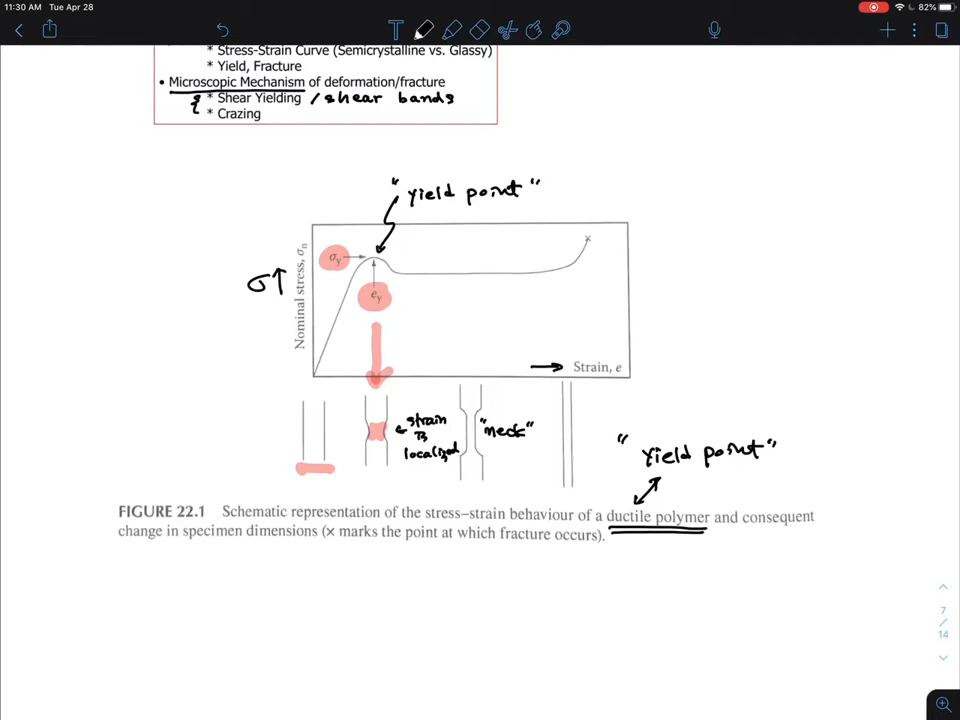 11:30 AM Tue Apr 28
82%
* Stress-Strain Curve (Semicrystalline vs. Glassy)
* Yield, Fracture
• Microscopic Mechanism of deformation/fracture
* Shear Yielding / shear bands
* Crazing
"yield point"
σ↑
Nominal stress, σn
σy
ey
Strain, e
strain
is
localized
"neck"
"yield point"
FIGURE 22.1 Schematic representation of the stress–strain behaviour of a ductile polymer and consequent
change in specimen dimensions (× marks the point at which fracture occurs).
7
/
14